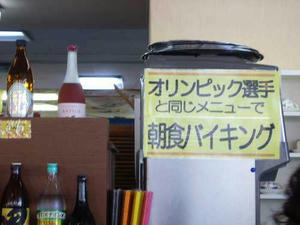 オリンピック選手
と同じメニューで
朝食バイキング